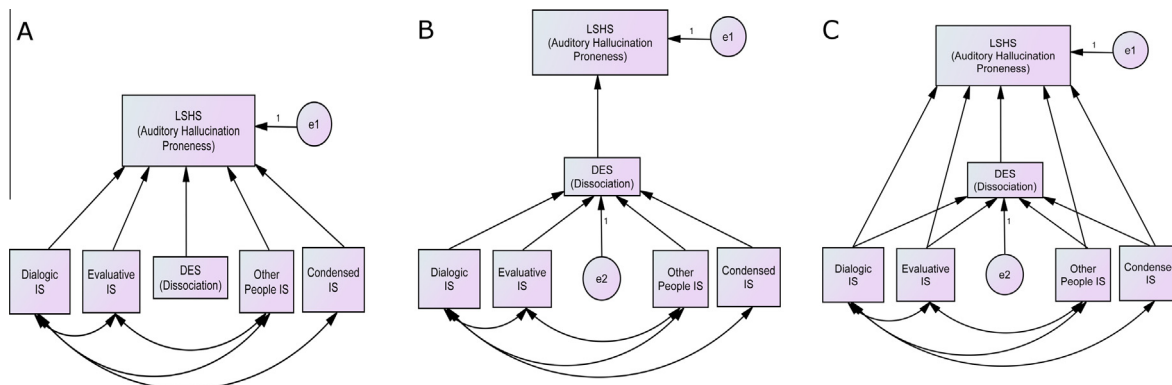 A
LSHS
(Auditory Hallucination
Proneness)
1
e1
Dialogic
IS
Evaluative
IS
DES
(Dissociation)
Other
People IS
Condensed
IS
B
LSHS
(Auditory Hallucination
Proneness)
1
e1
DES
(Dissociation)
1
Dialogic
IS
Evaluative
IS
e2
Other
People IS
Condensed
IS
C
LSHS
(Auditory Hallucination
Proneness)
1
e1
DES
(Dissociation)
1
Dialogic
IS
Evaluative
IS
e2
Other
People IS
Condensed
IS